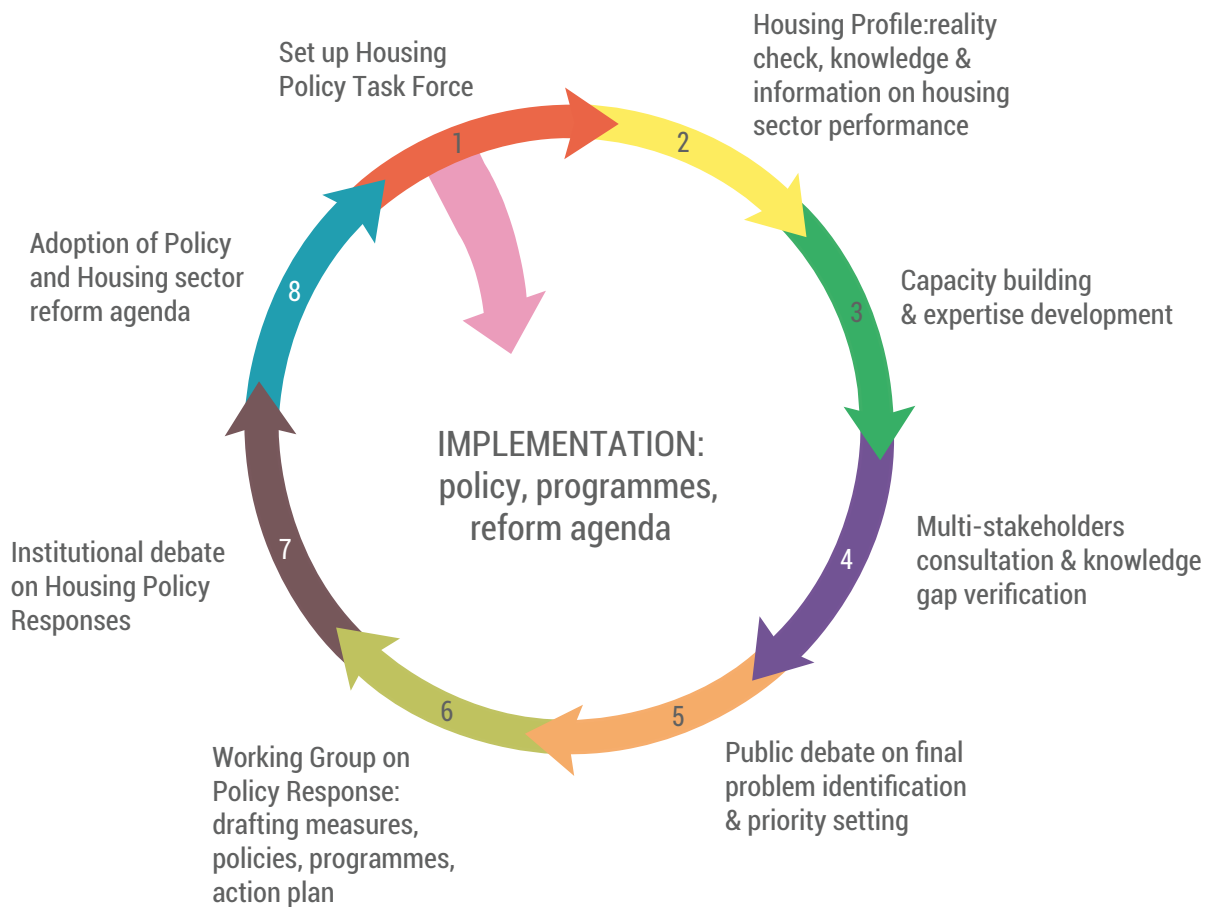 Set up Housing
Policy Task Force
1
Housing Profile:reality
check, knowledge &
information on housing
sector performance
2
Capacity building
& expertise development
3
Multi-stakeholders
consultation & knowledge
gap verification
4
Public debate on final
problem identification
& priority setting
5
Working Group on
Policy Response:
drafting measures,
policies, programmes,
action plan
6
Institutional debate
on Housing Policy
Responses
7
Adoption of Policy
and Housing sector
reform agenda
8
IMPLEMENTATION:
policy, programmes,
reform agenda